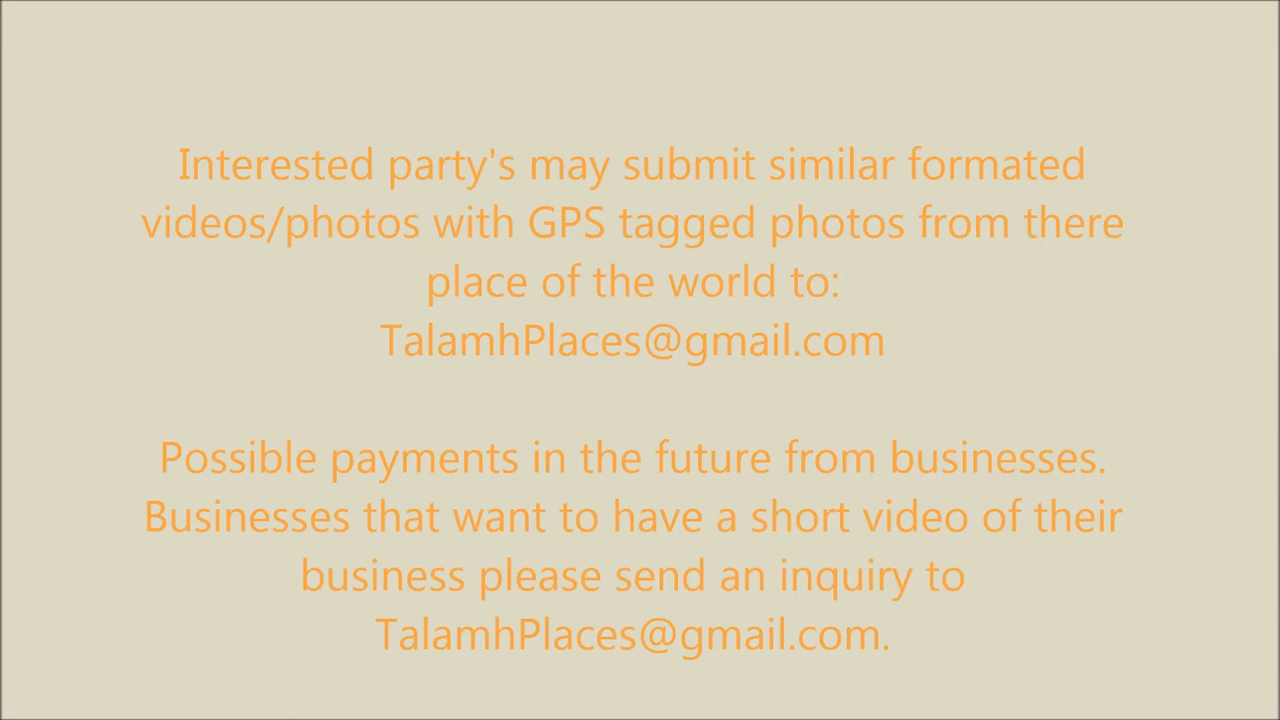 Interested party's may submit similar formated
videos/photos with GPS tagged photos from there
place of the world to:
TalamhPlaces@gmail.com
Possible payments in the future from businesses.
Businesses that want to have a short video of their
business please send an inquiry to
TalamhPlaces@gmail.com.